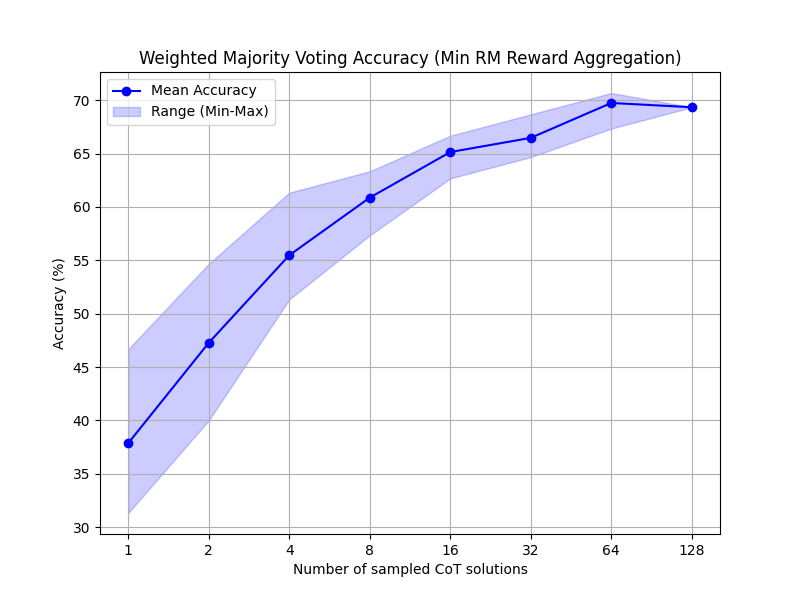 Weighted Majority Voting Accuracy (Min RM Reward Aggregation)
Mean Accuracy
Range (Min-Max)
Accuracy (%)
70
65
60
55
50
45
40
35
30
1 2 4 8 16 32 64 128
Number of sampled CoT solutions